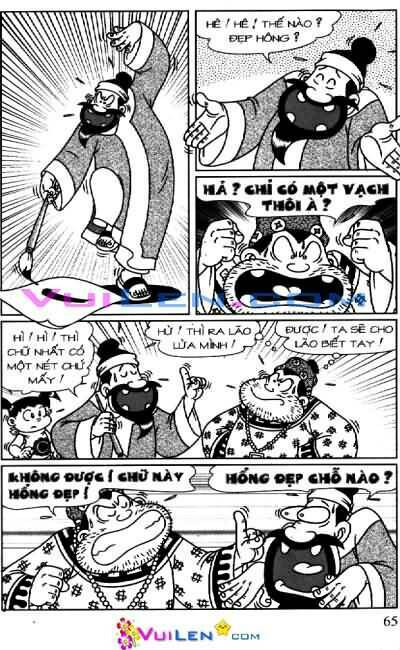 HÊ! HÊ! THẾ NÀO?
ĐẸP HÔNG?
HẢ? CHỈ CÓ MỘT VẠCH
THÔI À?
VuiLen.com
HÌ! HÌ! THÌ
CHỮ NHẤT CÓ
MỘT NÉT CHỨ
MẤY!
HỪ! THÌ RA LÃO
LỪA MÌNH!
ĐƯỢC! TA SẼ CHO
LÃO BIẾT TAY!
KHÔNG ĐƯỢC! CHỮ NÀY
HỔNG ĐẸP!
HỔNG ĐẸP CHỖ NÀO?
65
VuiLen.com